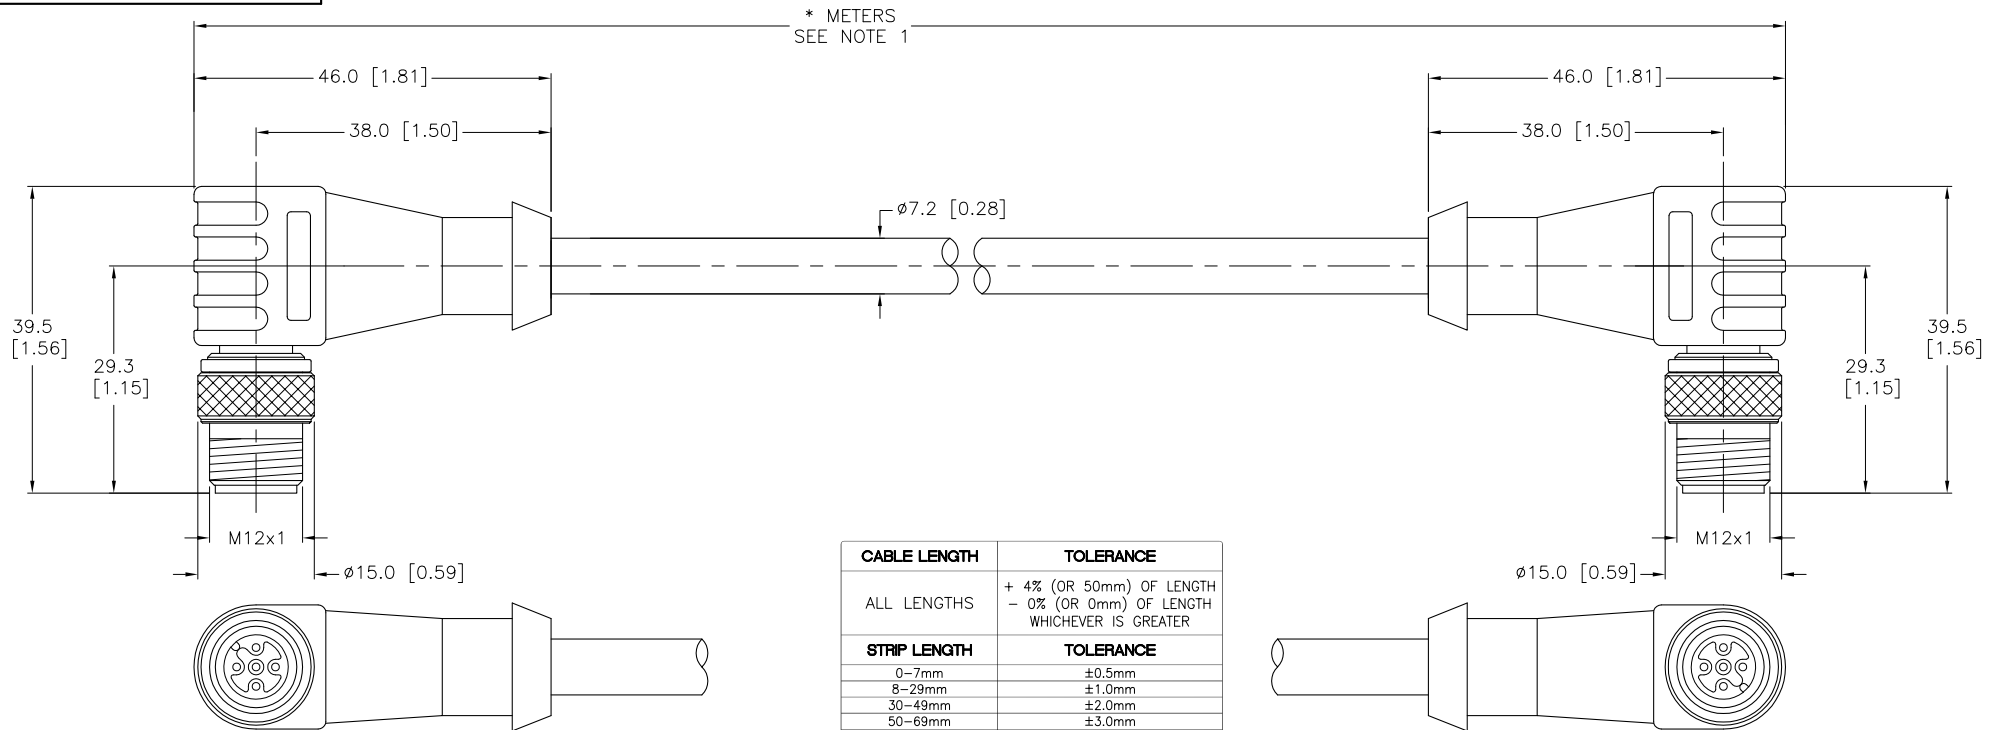 * METERS
SEE NOTE 1
46.0 [1.81]
46.0 [1.81]
38.0 [1.50]
38.0 [1.50]
ø7.2 [0.28]
39.5
[1.56]
29.3
[1.15]
39.5
[1.56]
29.3
[1.15]
M12x1
M12x1
ø15.0 [0.59]
ø15.0 [0.59]
CABLE LENGTH TOLERANCE
ALL LENGTHS + 4% (OR 50mm) OF LENGTH
- 0% (OR 0mm) OF LENGTH
WHICHEVER IS GREATER
STRIP LENGTH TOLERANCE
0-7mm ±0.5mm
8-29mm ±1.0mm
30-49mm ±2.0mm
50-69mm ±3.0mm